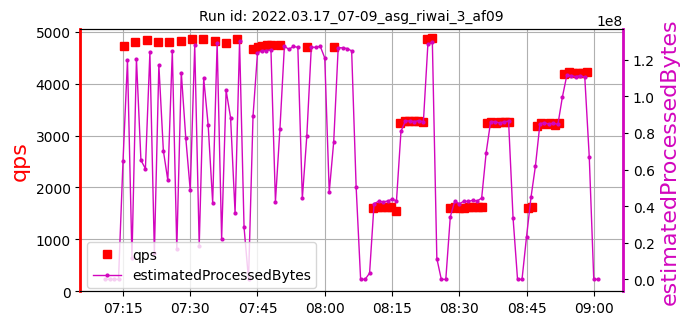 Run id: 2022.03.17_07-09_asg_riwai_3_af09
1e8
5000
4000
3000
2000
1000
0
qps
1.2
1.0
0.8
0.6
0.4
0.2
0.0
estimatedProcessedBytes
qps
estimatedProcessedBytes
07:15 07:30 07:45 08:00 08:15 08:30 08:45 09:00